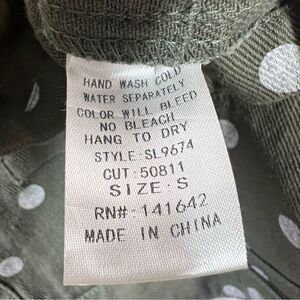 HAND WASH COLD
WATER SEPARATELY
COLOR WILL BLEED
NO BLEACH
HANG TO DRY
STYLE:SL9674
CUT:50811
SIZE:S
RN#-141642
MADE IN CHINA